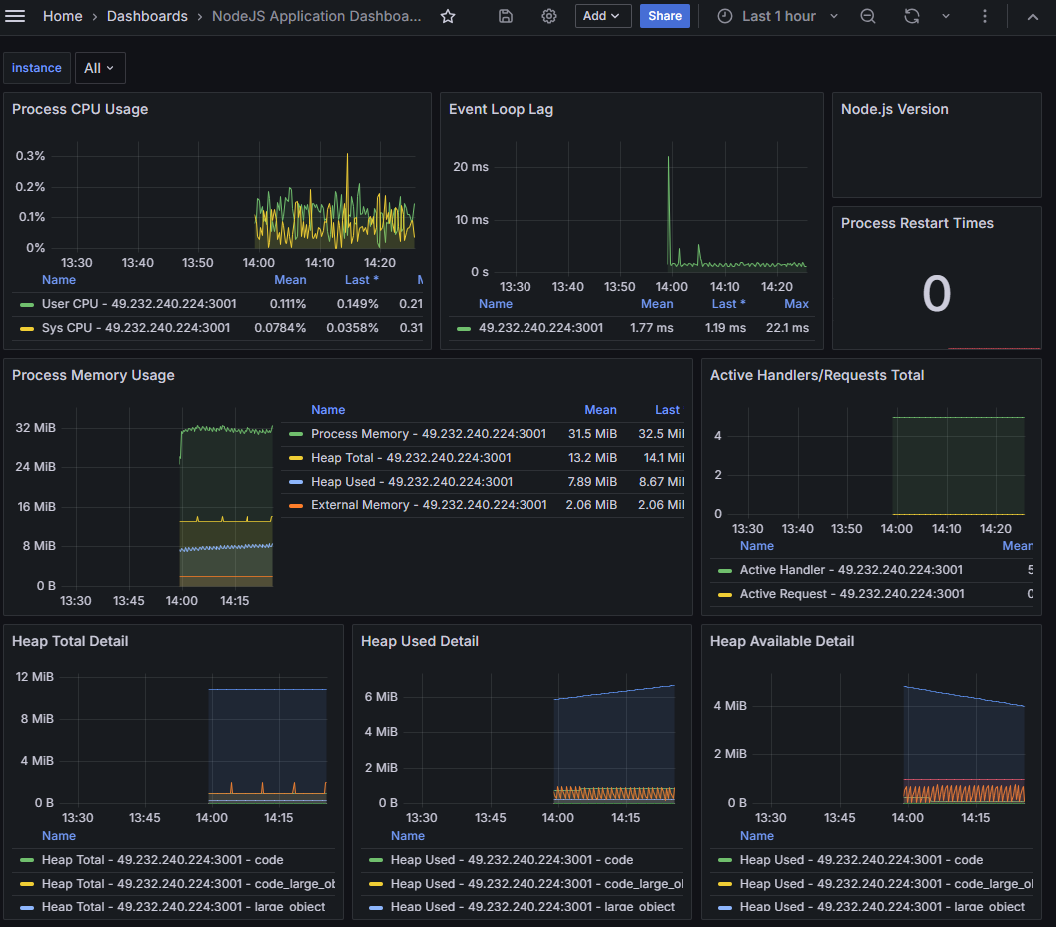 Home > Dashboards > NodeJS Application Dashboa... Add Share Last 1 hour
instance All
Process CPU Usage
0.3%
0.2%
0.1%
0%
13:30 13:40 13:50 14:00 14:10 14:20
Name Mean Last * M
User CPU - 49.232.240.224:3001 0.111% 0.149% 0.21
Sys CPU - 49.232.240.224:3001 0.0784% 0.0358% 0.31
Event Loop Lag
20 ms
10 ms
0 s
13:30 13:40 13:50 14:00 14:10 14:20
Name Mean Last * Max
49.232.240.224:3001 1.77 ms 1.19 ms 22.1 ms
Node.js Version
Process Restart Times
0
Process Memory Usage
32 MiB
24 MiB
16 MiB
8 MiB
0 B
13:30 13:45 14:00 14:15
Name Mean Last
Process Memory - 49.232.240.224:3001 31.5 MiB 32.5 MiI
Heap Total - 49.232.240.224:3001 13.2 MiB 14.1 MiI
Heap Used - 49.232.240.224:3001 7.89 MiB 8.67 MiI
External Memory - 49.232.240.224:3001 2.06 MiB 2.06 MiI
Active Handlers/Requests Total
4
2
0
13:30 13:40 13:50 14:00 14:10 14:20
Name Mean
Active Handler - 49.232.240.224:3001 5
Active Request - 49.232.240.224:3001 0
Heap Total Detail
12 MiB
8 MiB
4 MiB
0 B
13:30 13:45 14:00 14:15
Name
Heap Total - 49.232.240.224:3001 - code
Heap Total - 49.232.240.224:3001 - code_large_ob
Heap Total - 49.232.240.224:3001 - large_object
Heap Used Detail
6 MiB
4 MiB
2 MiB
0 B
13:30 13:45 14:00 14:15
Name
Heap Used - 49.232.240.224:3001 - code
Heap Used - 49.232.240.224:3001 - code_large_ol
Heap Used - 49.232.240.224:3001 - large_object
Heap Available Detail
4 MiB
2 MiB
0 B
13:30 13:45 14:00 14:15
Name
Heap Used - 49.232.240.224:3001 - code
Heap Used - 49.232.240.224:3001 - code_large_ol
Heap Used - 49.232.240.224:3001 - large_object